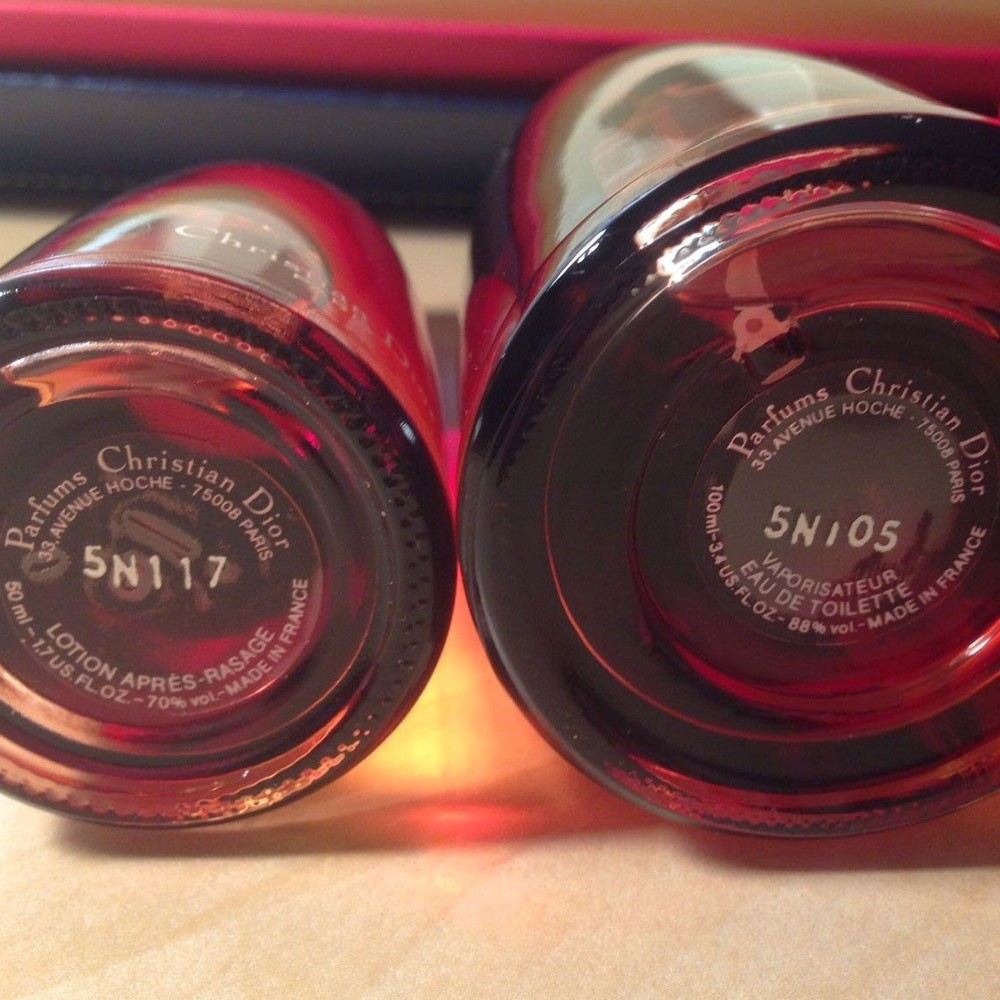 Christian D
Parfums Christian Dior
33, AVENUE HOCHE - 75008 PARIS
5N117
LOTION APRÈS-RASAGE
50 ml - 1.7 US.FL.OZ. - 70% vol. - MADE IN FRANCE
Parfums Christian Dior
33, AVENUE HOCHE - 75008 PARIS
5N105
VAPORISATEUR
EAU DE TOILETTE
100 ml - 3.4 US.FL.OZ. - 88% vol. - MADE IN FRANCE